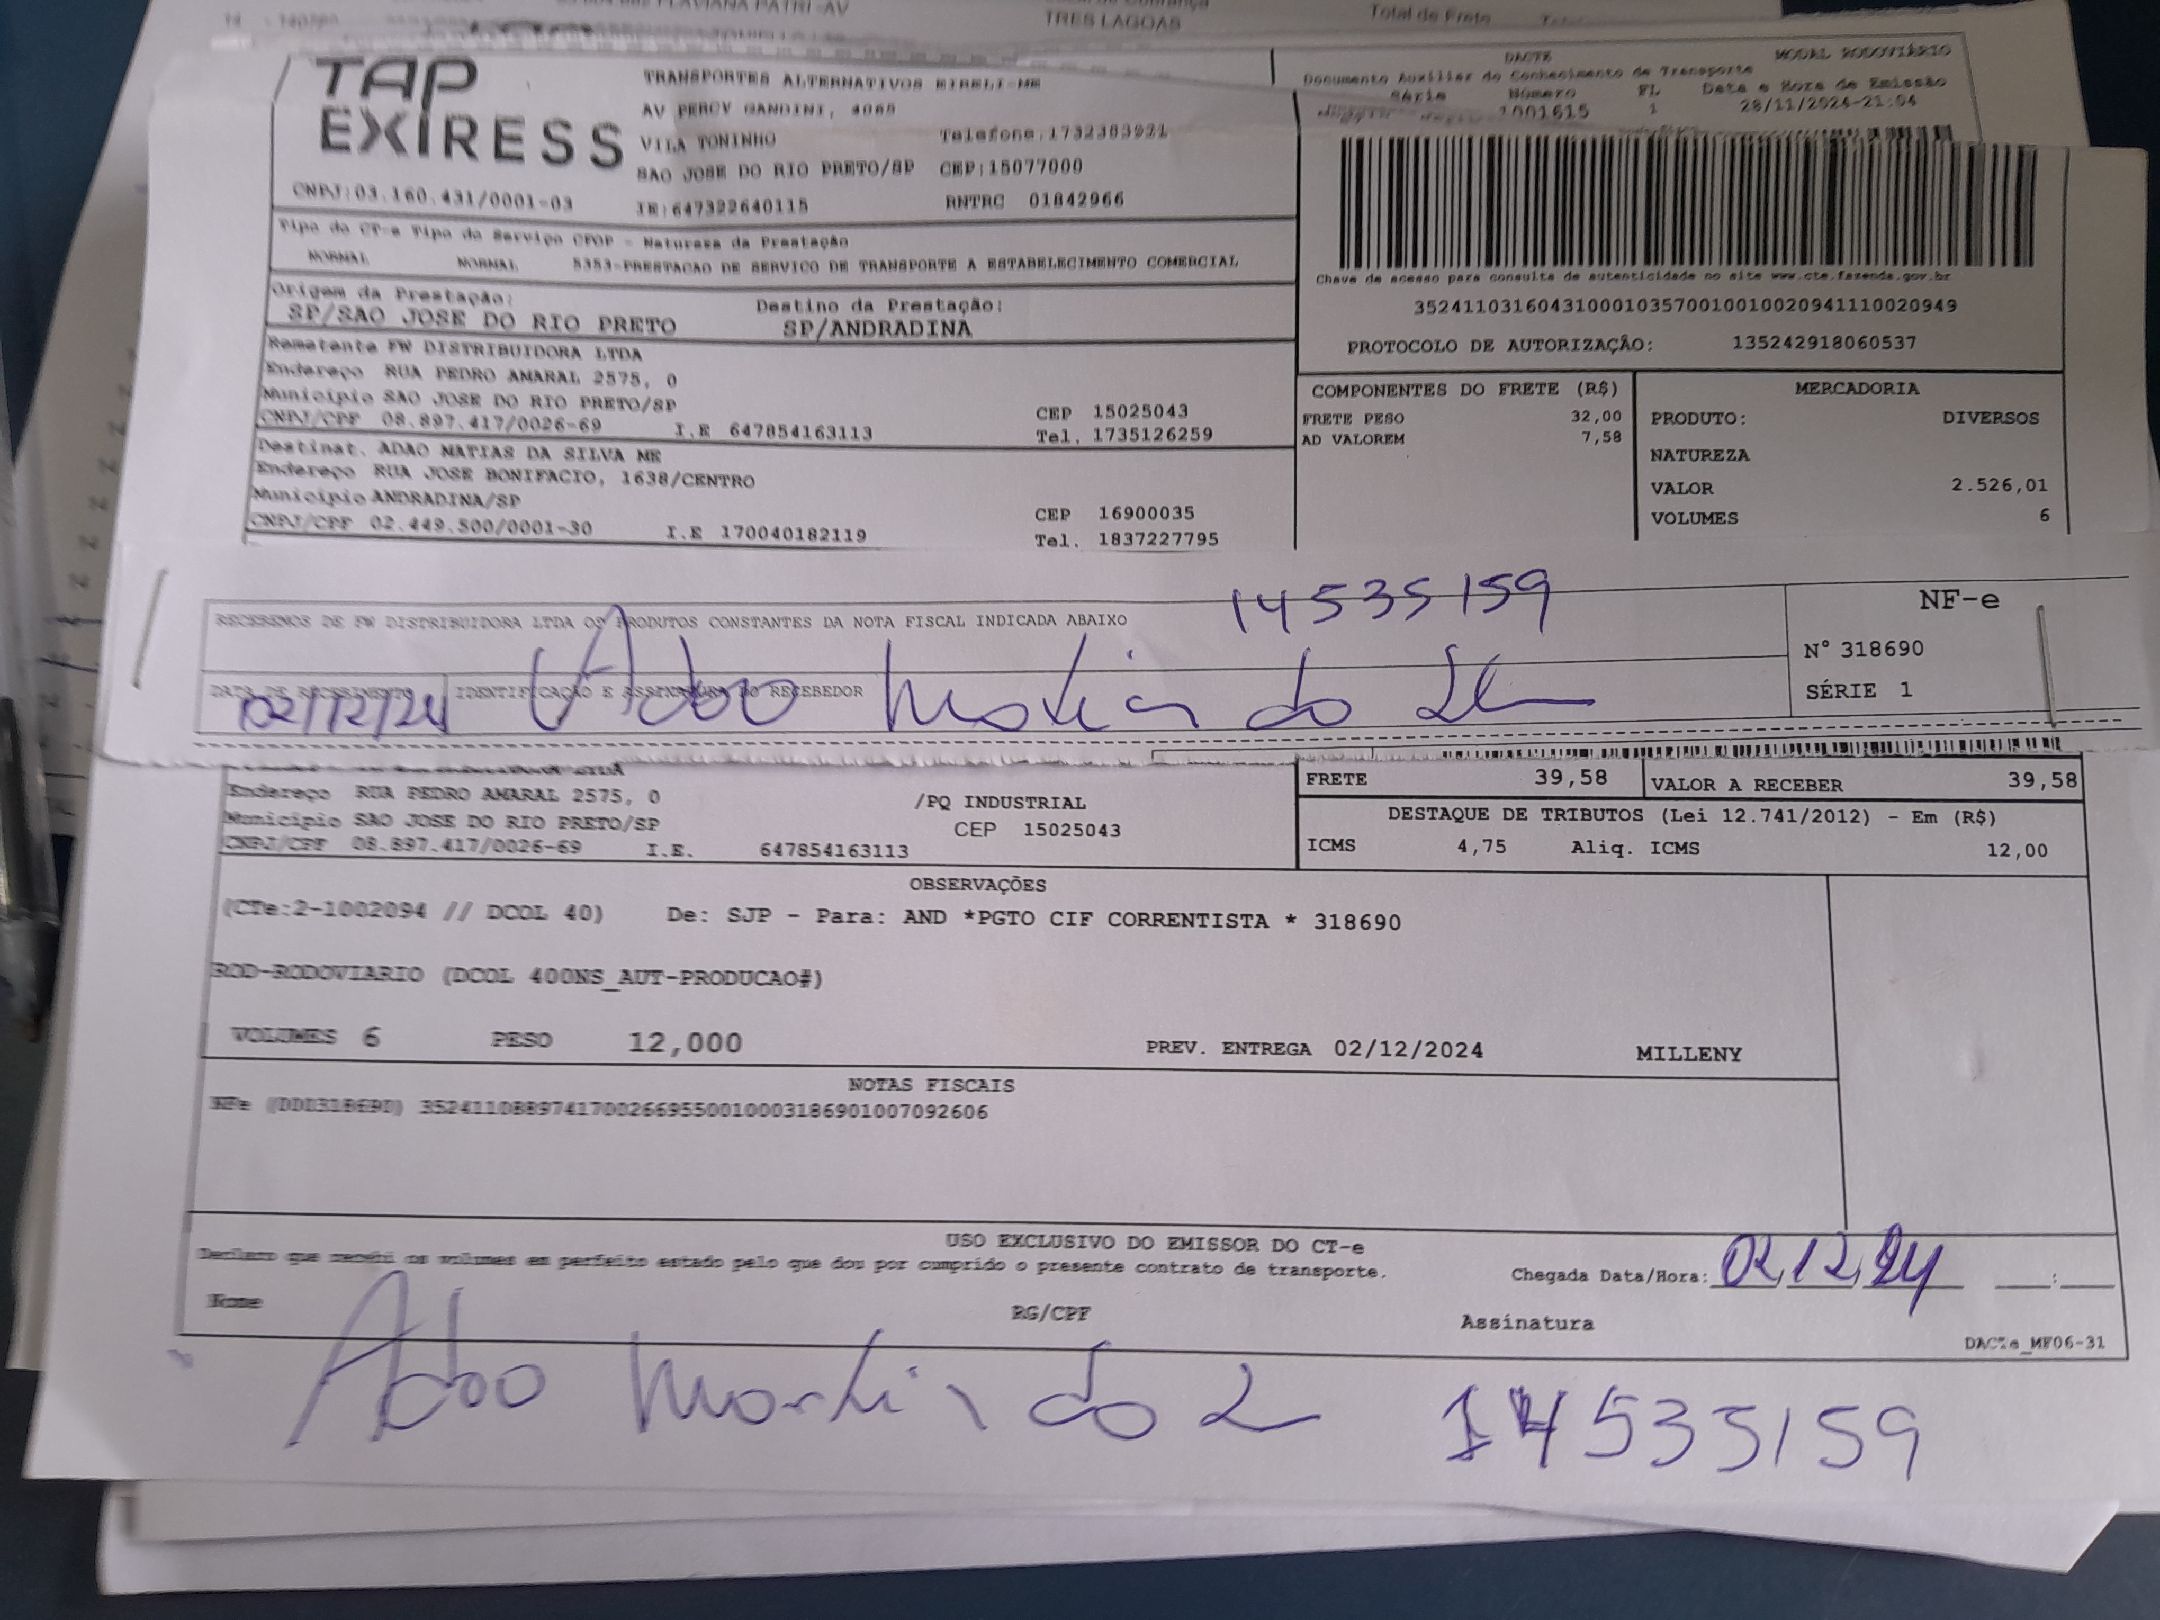 TRES LAGOAS
Total de Frete
TAP
EXIRESS
TRANSPORTES ALTERNATIVOS EIRELI-ME
AV PERCY GANDINI, 4065
VILA TONINHO Telefone:1732383921
SAO JOSE DO RIO PRETO/SP CEP:15077000
CNPJ:03.160.431/0001-03 IE:647322640115 RNTRC 01842966
DACTE MODAL RODOVIÁRIO
Documento Auxiliar do Conhecimento de Transporte
Série Número FL Data e Hora de Emissão
1001615 1 28/11/2024-21:04
Tipo do CT-e Tipo do Serviço CFOP - Natureza da Prestação
NORMAL NORMAL 5353-PRESTACAO DE SERVICO DE TRANSPORTE A ESTABELECIMENTO COMERCIAL
Chave de acesso para consulta de autenticidade no site www.cte.fazenda.gov.br
35241103160431000103570010010020941110020949
PROTOCOLO DE AUTORIZAÇÃO: 135242918060537
Origem da Prestação: Destino da Prestação:
SP/SAO JOSE DO RIO PRETO SP/ANDRADINA
Remetente FW DISTRIBUIDORA LTDA
Endereço RUA PEDRO AMARAL 2575, 0
Município SAO JOSE DO RIO PRETO/SP CEP 15025043
CNPJ/CPF 08.897.417/0026-69 I.E 647854163113 Tel. 1735126259
Destinat. ADAO MATIAS DA SILVA ME
Endereço RUA JOSE BONIFACIO, 1638/CENTRO
Município ANDRADINA/SP CEP 16900035
CNPJ/CPF 02.449.500/0001-30 I.E 170040182119 Tel. 1837227795
COMPONENTES DO FRETE (R$) MERCADORIA
FRETE PESO 32,00 PRODUTO: DIVERSOS
AD VALOREM 7,58
NATUREZA
VALOR 2.526,01
VOLUMES 6
14535159
RECEBEMOS DE FW DISTRIBUIDORA LTDA OS PRODUTOS CONSTANTES DA NOTA FISCAL INDICADA ABAIXO
NF-e
N° 318690
SÉRIE 1
DATA DE RECEBIMENTO IDENTIFICAÇÃO E ASSINATURA DO RECEBEDOR
02/12/24 Adao Matias da
Endereço RUA PEDRO AMARAL 2575, 0 /PQ INDUSTRIAL
Município SAO JOSE DO RIO PRETO/SP CEP 15025043
CNPJ/CPF 08.897.417/0026-69 I.E. 647854163113
FRETE 39,58 VALOR A RECEBER 39,58
DESTAQUE DE TRIBUTOS (Lei 12.741/2012) - Em (R$)
ICMS 4,75 Aliq. ICMS 12,00
OBSERVAÇÕES
(CTe:2-1002094 // DCOL 40) De: SJP - Para: AND *PGTO CIF CORRENTISTA * 318690
ROD-RODOVIARIO (DCOL 400NS_AUT-PRODUCAO#)
VOLUMES 6 PESO 12,000 PREV. ENTREGA 02/12/2024 MILLENY
NOTAS FISCAIS
NFe (000318690) 35241108897417002669550010003186901007092606
USO EXCLUSIVO DO EMISSOR DO CT-e
Declaro que recebi os volumes em perfeito estado pelo que dou por cumprido o presente contrato de transporte.
Chegada Data/Hora: 02 12 24 :
Nome RG/CPF Assinatura
DACTe_MF06-31
Adao Matias da 14535159